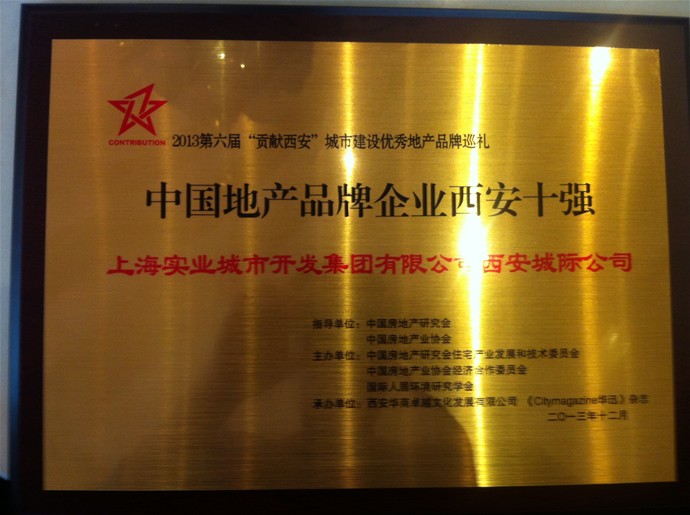 CONTRIBUTION
2013第六届“贡献西安”城市建设优秀地产品牌巡礼
中国地产品牌企业西安十强
上海实业城市开发集团有限公司西安城际公司
指导单位：中国房地产研究会
中国房地产业协会
主办单位：中国房地产研究会住宅产业发展和技术委员会
中国房地产业协会经济合作委员会
国际人居环境研究学会
承办单位：西安华商卓越文化发展有限公司 《Citymagazine华迅》杂志
二〇一三年十二月